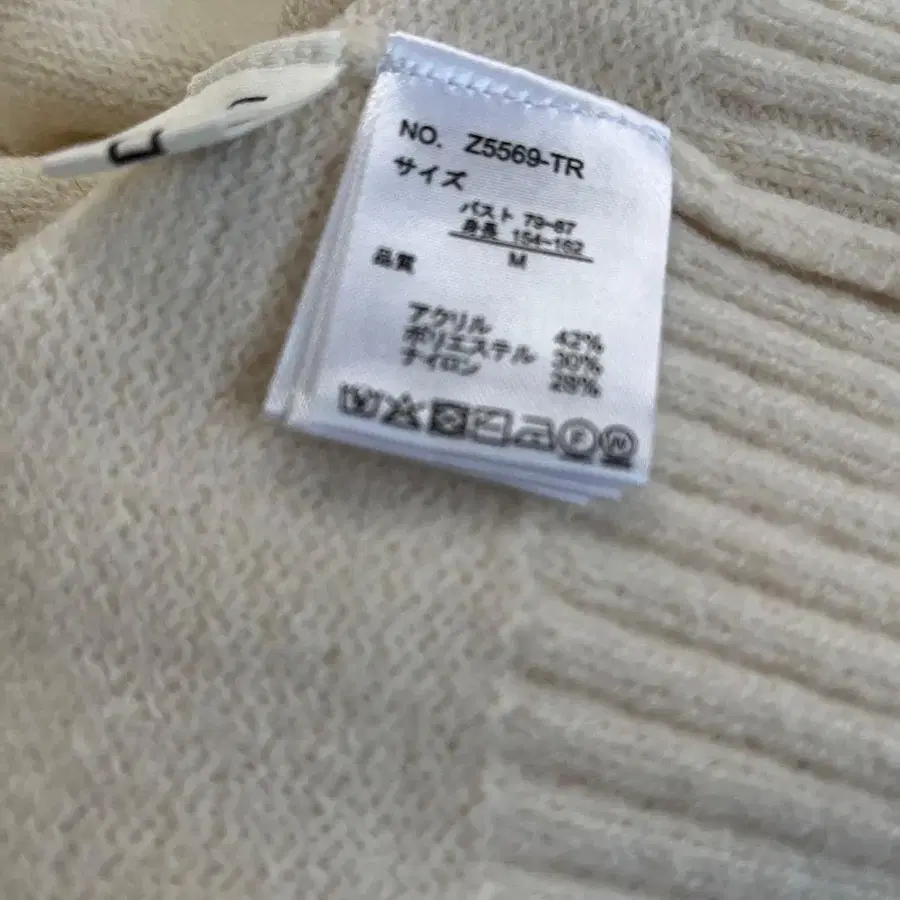 NO. Z5569-TR
サイズ
バスト 79-87
身長 154-162
M
品質
アクリル 42%
ポリエステル 30%
ナイロン 28%